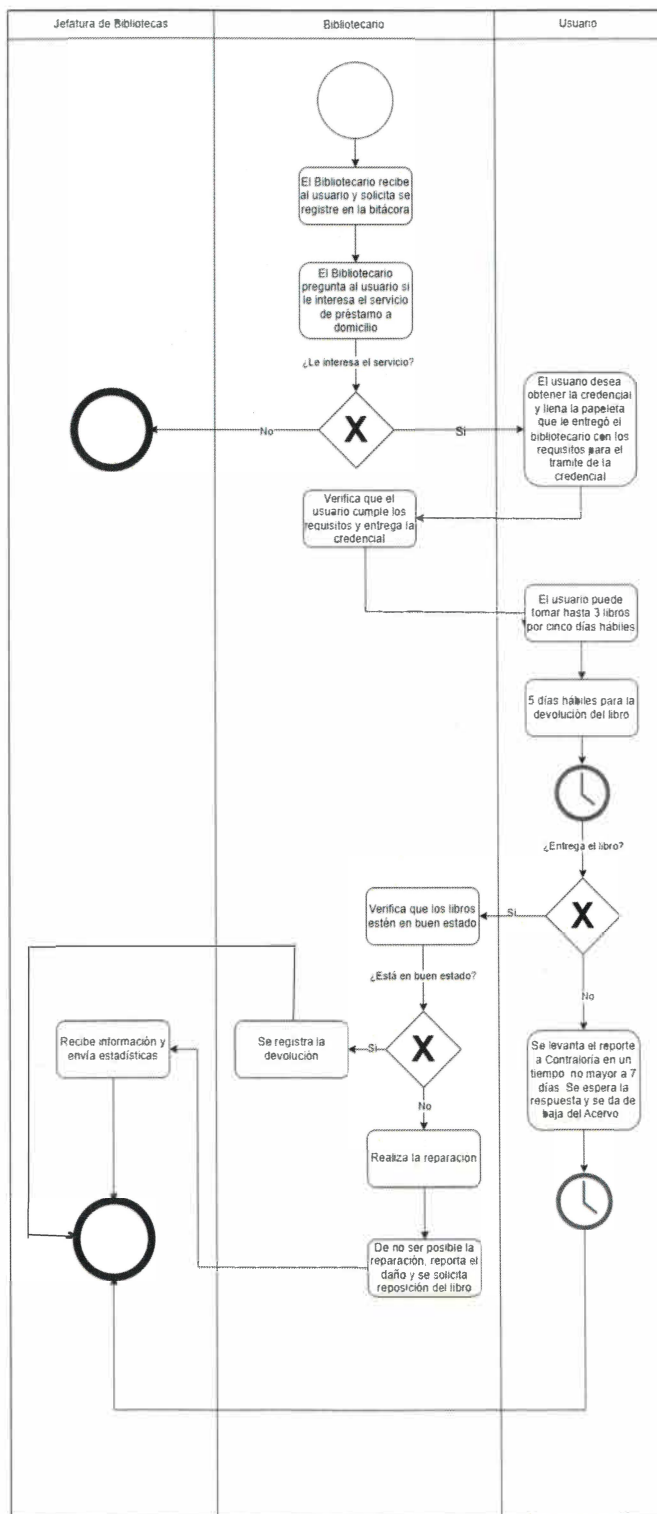 Jefatura de Bibliotecas
Bibliotecario
Usuario
El Bibliotecario recibe
al usuario y solicita se
registre en la bitácora
El Bibliotecario
pregunta al usuario si
le interesa el servicio
de préstamo a
domicilio
¿Le interesa el servicio?
X
No
Si
El usuario desea
obtener la credencial
y llena la papeleta
que le entregó el
bibliotecario con los
requisitos para el
tramite de la
credencial
Verifica que el
usuario cumple los
requisitos y entrega la
credencial
El usuario puede
tomar hasta 3 libros
por cinco días hábiles
5 días hábiles para la
devolución del libro
¿Entrega el libro?
X
Si
No
Verifica que los libros
estén en buen estado
¿Está en buen estado?
X
Si
No
Se registra la
devolución
Recibe información y
envía estadísticas
Se levanta el reporte
a Contraloría en un
tiempo no mayor a 7
días Se espera la
respuesta y se da de
baja del Acervo
Realiza la reparacion
De no ser posible la
reparación, reporta el
daño y se solicita
reposición del libro